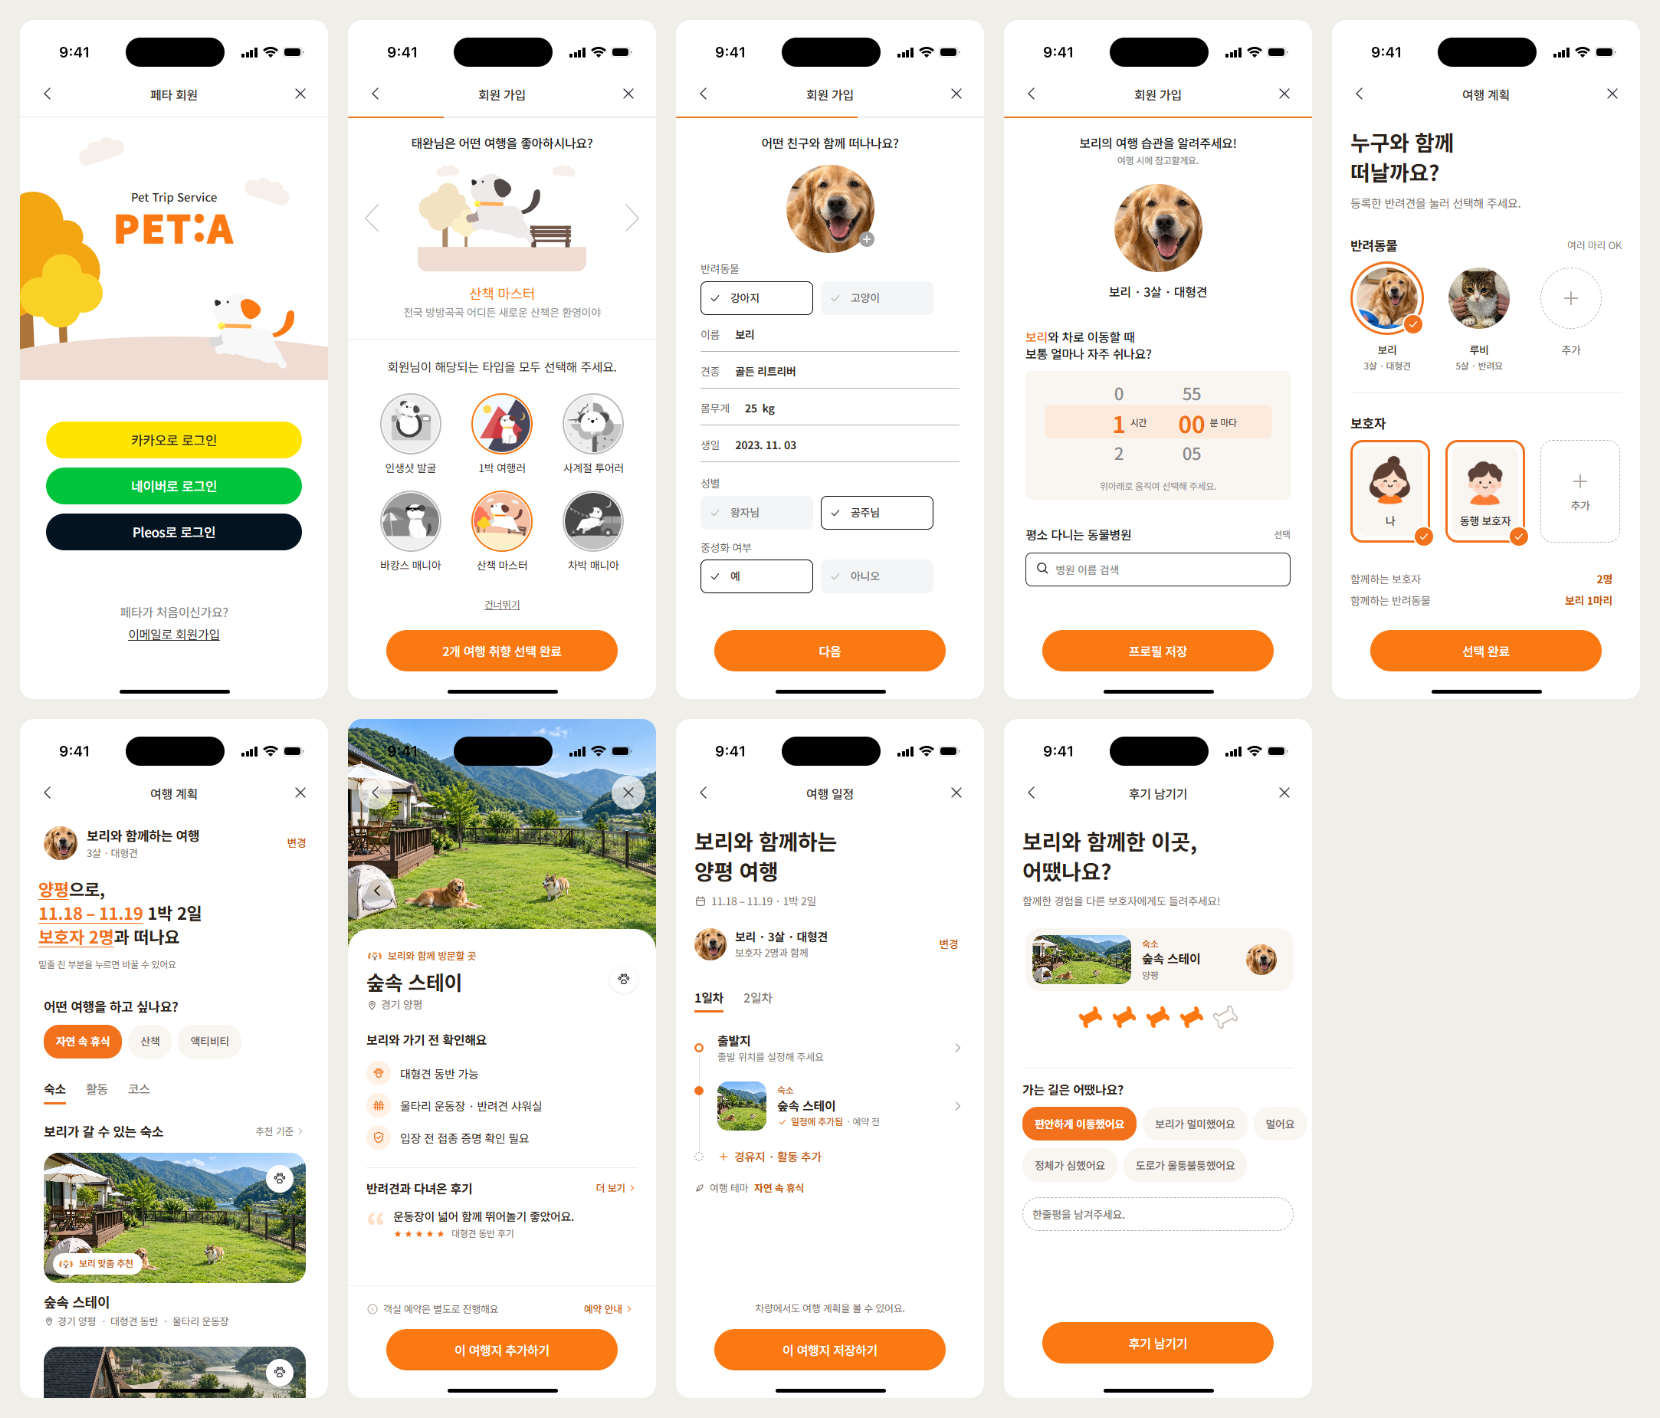 9:41
페타 회원
Pet Trip Service
PET:A
카카오로 로그인
네이버로 로그인
Pleos로 로그인
페타가 처음이신가요?
이메일로 회원가입
9:41
회원 가입
태완님은 어떤 여행을 좋아하시나요?
산책 마스터
전국 방방곡곡 어디든 새로운 산책은 환영이야
회원님이 해당되는 타입을 모두 선택해 주세요.
인생샷 발굴
1박 여행러
사계절 투어러
바캉스 매니아
산책 마스터
차박 매니아
건너뛰기
2개 여행 취향 선택 완료
9:41
회원 가입
어떤 친구와 함께 떠나나요?
반려동물
강아지
고양이
이름 보리
견종 골든 리트리버
몸무게 25 kg
생일 2023. 11. 03
성별
왕자님
공주님
중성화 여부
예
아니오
다음
9:41
회원 가입
보리의 여행 습관을 알려주세요!
여행 시에 참고할게요.
보리 · 3살 · 대형견
보리와 차로 이동할 때
보통 얼마나 자주 쉬나요?
0 55
1 시간 00 분 마다
2 05
위아래로 움직여 선택해 주세요.
평소 다니는 동물병원 선택
병원 이름 검색
프로필 저장
9:41
여행 계획
누구와 함께
떠날까요?
등록한 반려견을 눌러 선택해 주세요.
반려동물 여러 마리 OK
보리
3살 · 대형견
루비
5살 · 반려묘
추가
보호자
나
동행 보호자
추가
함께하는 보호자 2명
함께하는 반려동물 보리 1마리
선택 완료
9:41
여행 계획
보리와 함께하는 여행
3살 · 대형견
변경
양평으로,
11.18 – 11.19 1박 2일
보호자 2명과 떠나요
밑줄 친 부분을 누르면 바꿀 수 있어요
어떤 여행을 하고 싶나요?
자연 속 휴식 산책 액티비티
숙소 활동 코스
보리가 갈 수 있는 숙소 추천 기준
보리 맞춤 추천
숲속 스테이
경기 양평 · 대형견 동반 · 울타리 운동장
9:41
보리와 함께 방문할 곳
숲속 스테이
경기 양평
보리와 가기 전 확인해요
대형견 동반 가능
울타리 운동장 · 반려견 샤워실
입장 전 접종 증명 확인 필요
반려견과 다녀온 후기 더 보기
운동장이 넓어 함께 뛰어놀기 좋았어요.
대형견 동반 후기
객실 예약은 별도로 진행해요 예약 안내
이 여행지 추가하기
9:41
여행 일정
보리와 함께하는
양평 여행
11.18 – 11.19 · 1박 2일
보리 · 3살 · 대형견
보호자 2명과 함께
변경
1일차 2일차
출발지
출발 위치를 설정해 주세요
숙소
숲속 스테이
일정에 추가됨 · 예약 전
경유지 · 활동 추가
여행 테마 자연 속 휴식
차량에서도 여행 계획을 볼 수 있어요.
이 여행지 저장하기
9:41
후기 남기기
보리와 함께한 이곳,
어땠나요?
함께한 경험을 다른 보호자에게도 들려주세요!
숙소
숲속 스테이
양평
가는 길은 어땠나요?
편안하게 이동했어요 보리가 멀미했어요 멀어요
정체가 심했어요 도로가 울퉁불퉁했어요
한줄평을 남겨주세요.
후기 남기기